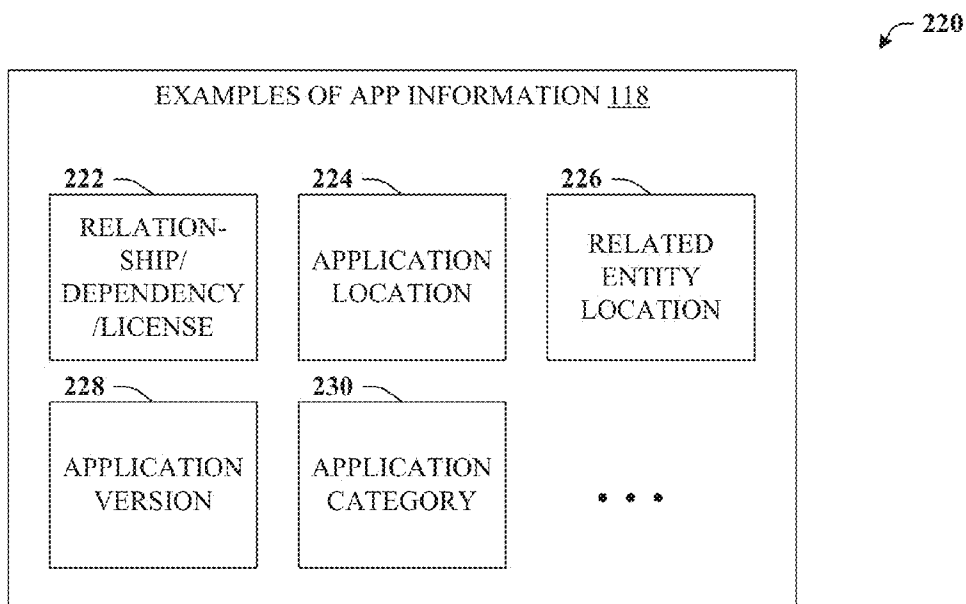 220
EXAMPLES OF APP INFORMATION 118
222
RELATION-
SHIP/
DEPENDENCY
/LICENSE
224
APPLICATION
LOCATION
226
RELATED
ENTITY
LOCATION
228
APPLICATION
VERSION
230
APPLICATION
CATEGORY
• • •